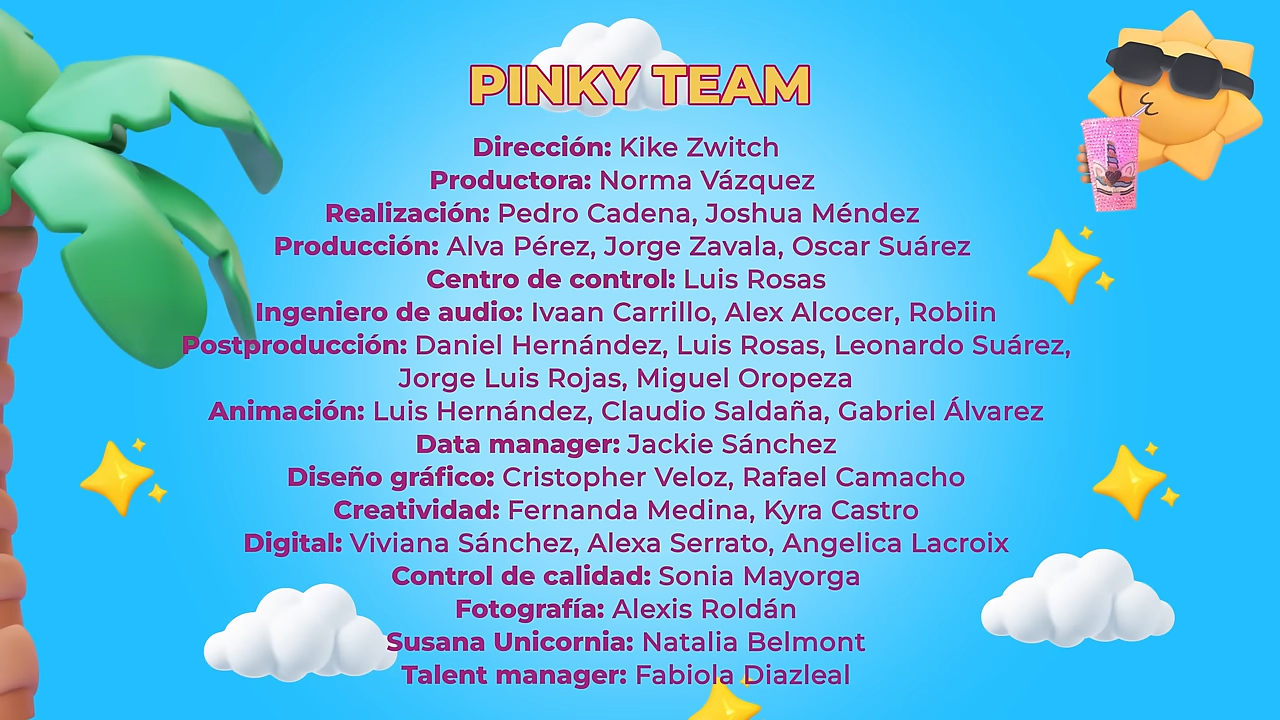 PINKY TEAM
Dirección: Kike Zwitch
Productora: Norma Vázquez
Realización: Pedro Cadena, Joshua Méndez
Producción: Alva Pérez, Jorge Zavala, Oscar Suárez
Centro de control: Luis Rosas
Ingeniero de audio: Ivaan Carrillo, Alex Alcocer, Robiin
Postproducción: Daniel Hernández, Luis Rosas, Leonardo Suárez,
Jorge Luis Rojas, Miguel Oropeza
Animación: Luis Hernández, Claudio Saldaña, Gabriel Álvarez
Data manager: Jackie Sánchez
Diseño gráfico: Cristopher Veloz, Rafael Camacho
Creatividad: Fernanda Medina, Kyra Castro
Digital: Viviana Sánchez, Alexa Serrato, Angelica Lacroix
Control de calidad: Sonia Mayorga
Fotografía: Alexis Roldán
Susana Unicornia: Natalia Belmont
Talent manager: Fabiola Diazleal